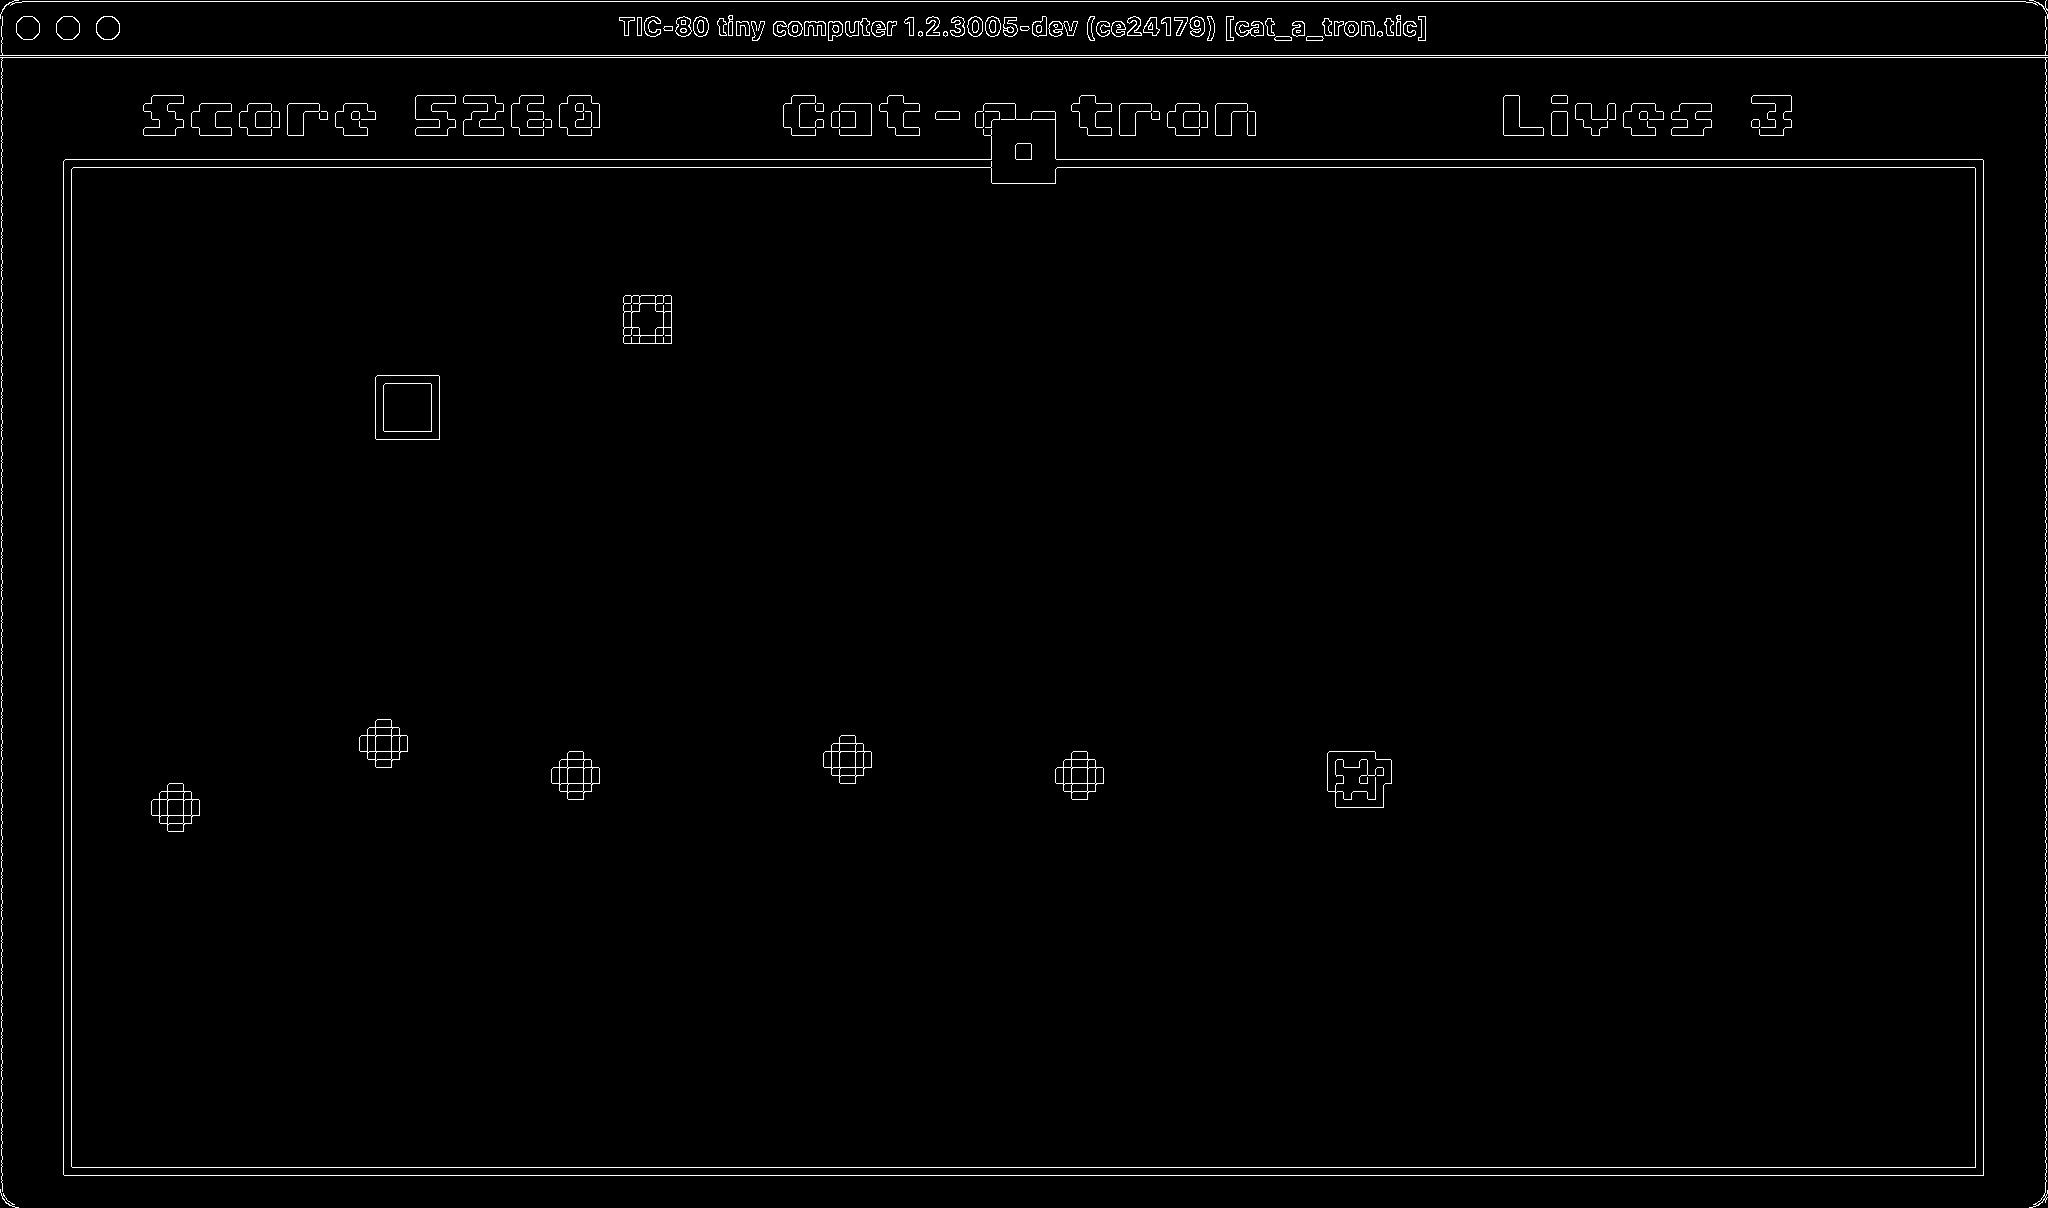 TIC-80 tiny computer 1.2.3005-dev (ce24179) [cat_a_tron.tic]
Score 5260 Cat-a-tron Lives 3